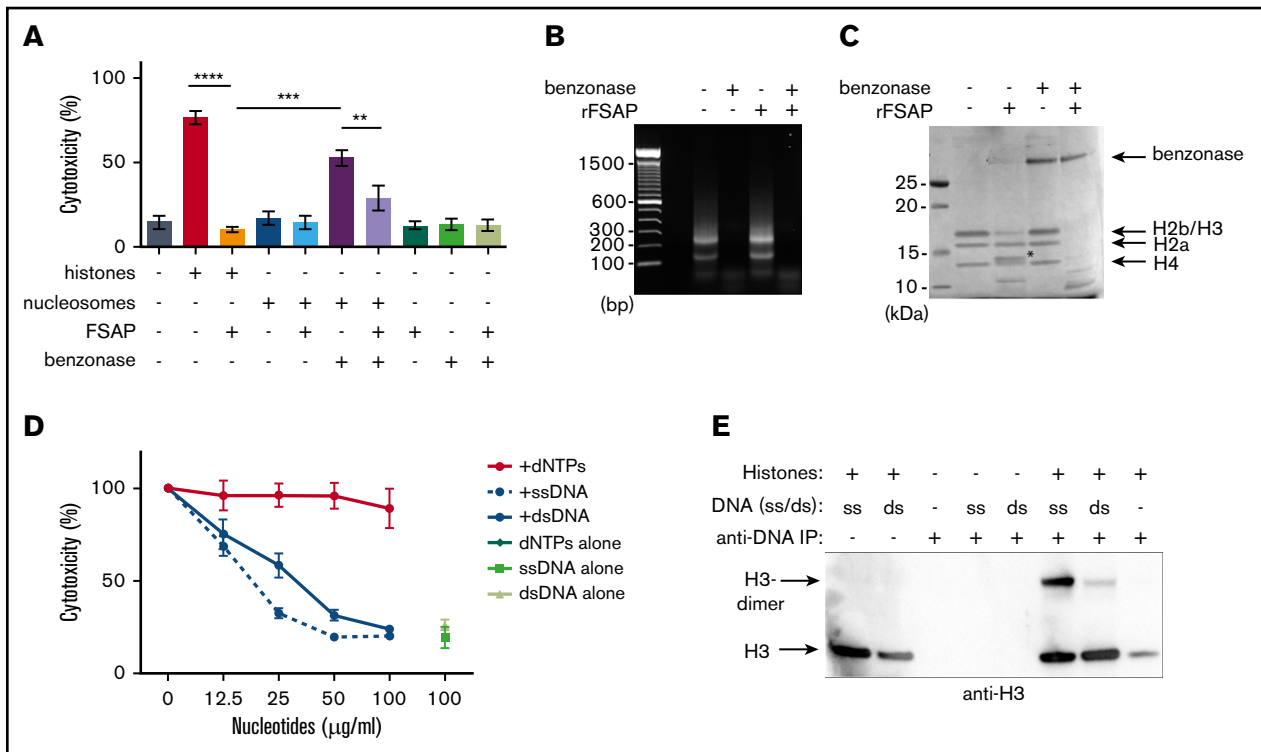 A
Cytotoxicity (%)
100
50
0
****
***
**
histones - + + - - - - - - -
nucleosomes - - - + + + + - - -
FSAP - - + - + - + + - +
benzonase - - - - - + + - + +
B
benzonase - + - +
rFSAP - - + +
1500
600
300
200
100
(bp)
C
benzonase - - + +
rFSAP - + - +
25
20
15
10
(kDa)
benzonase
H2b/H3
H2a
*
H4
D
Cytotoxicity (%)
100
50
0
0 12.5 25 50 100 100
Nucleotides (μg/ml)
+dNTPs
+ssDNA
+dsDNA
dNTPs alone
ssDNA alone
dsDNA alone
E
Histones: + + - - - + + +
DNA (ss/ds): ss ds - ss ds ss ds -
anti-DNA IP: - - + + + + + +
H3-
dimer
H3
anti-H3